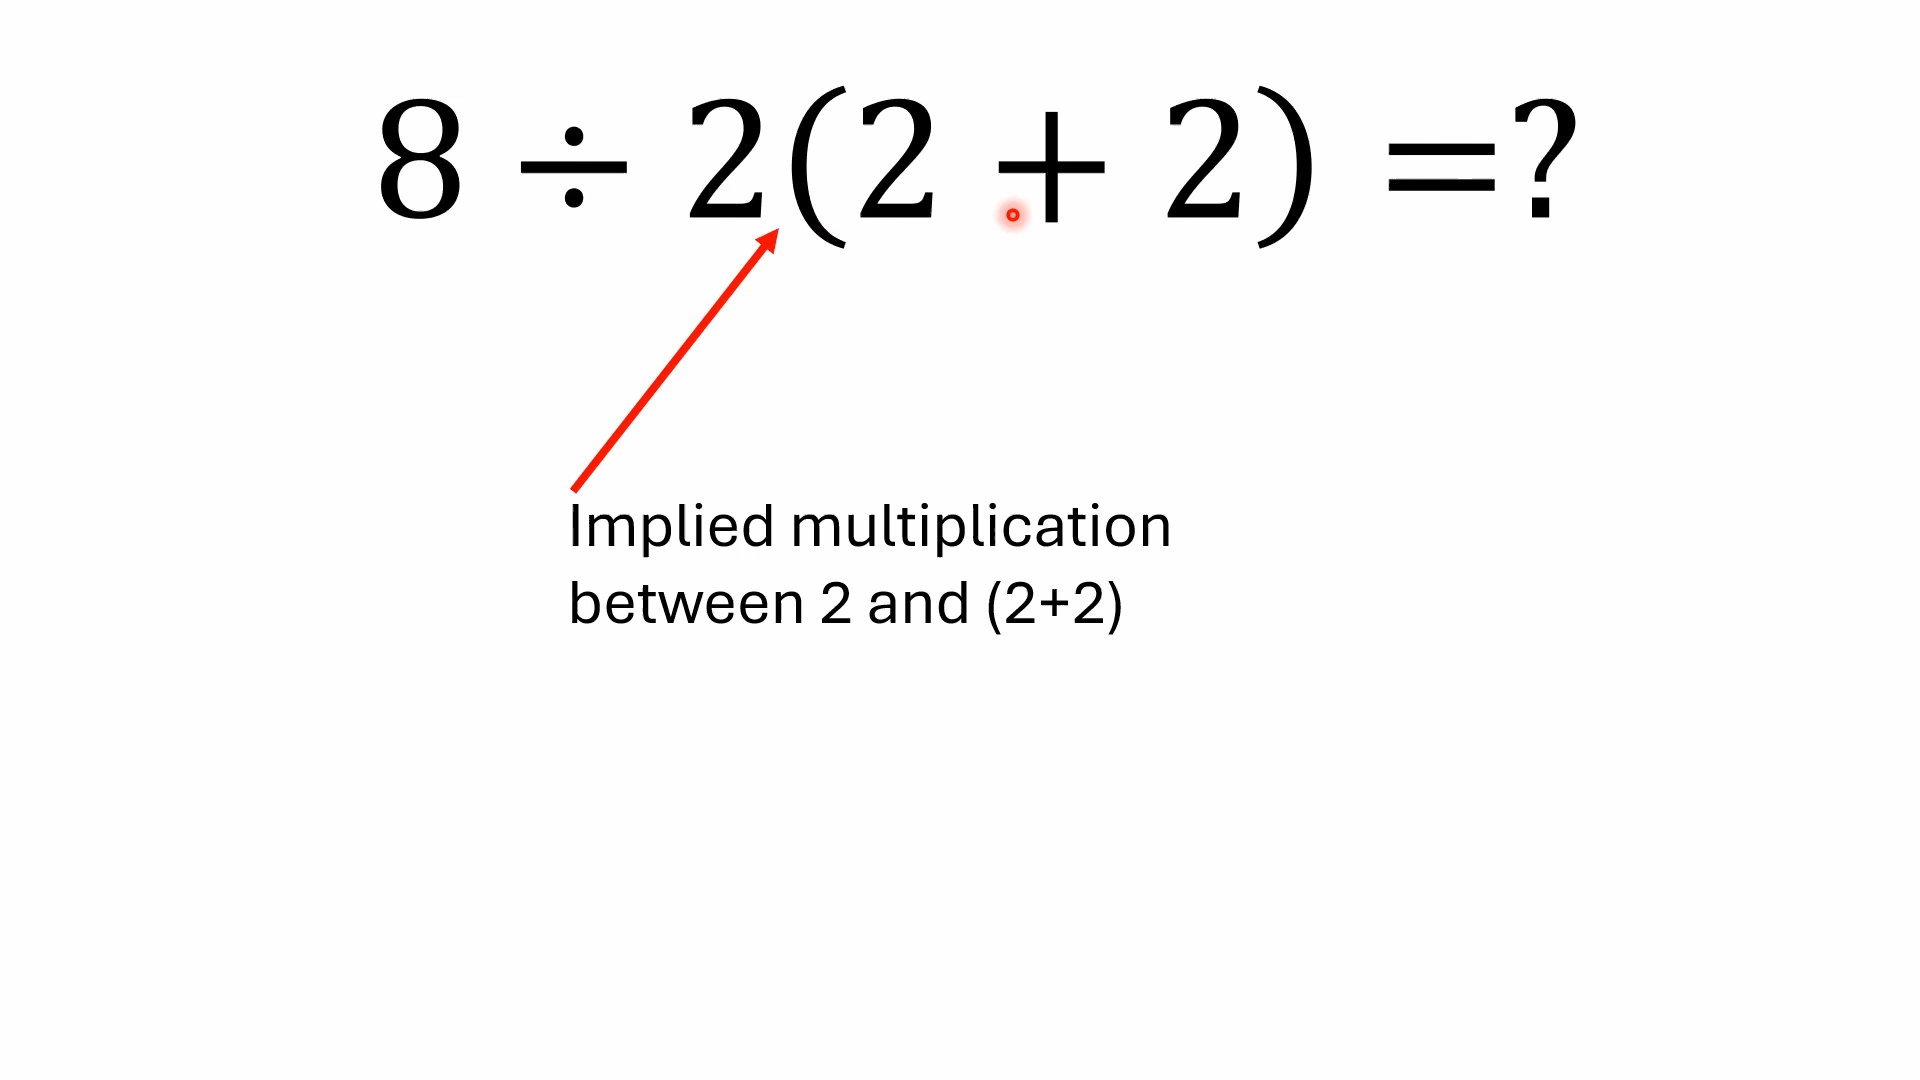 8 ÷ 2(2 + 2) =?
Implied multiplication
between 2 and (2+2)